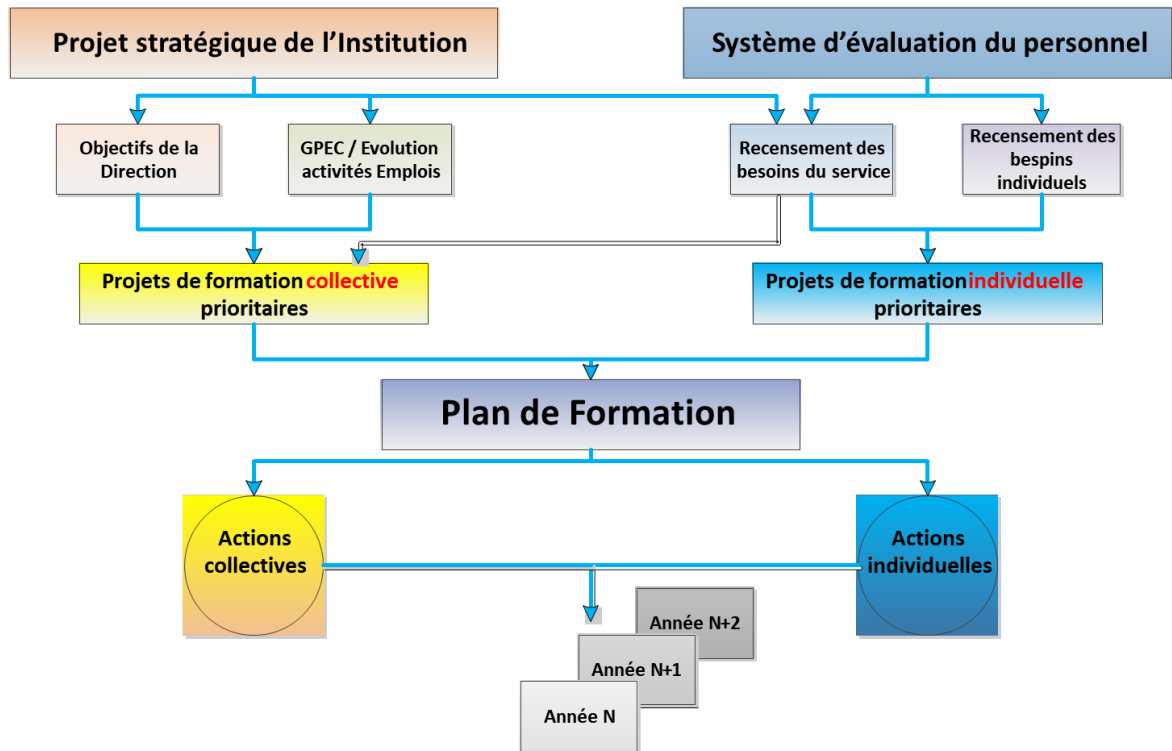 Projet stratégique de l’Institution
Système d’évaluation du personnel
Objectifs de la
Direction
GPEC / Evolution
activités Emplois
Recensement des
besoins du service
Recensement des
bespins
individuels
Projets de formation collective
prioritaires
Projets de formation individuelle
prioritaires
Plan de Formation
Actions
collectives
Actions
individuelles
Année N+2
Année N+1
Année N